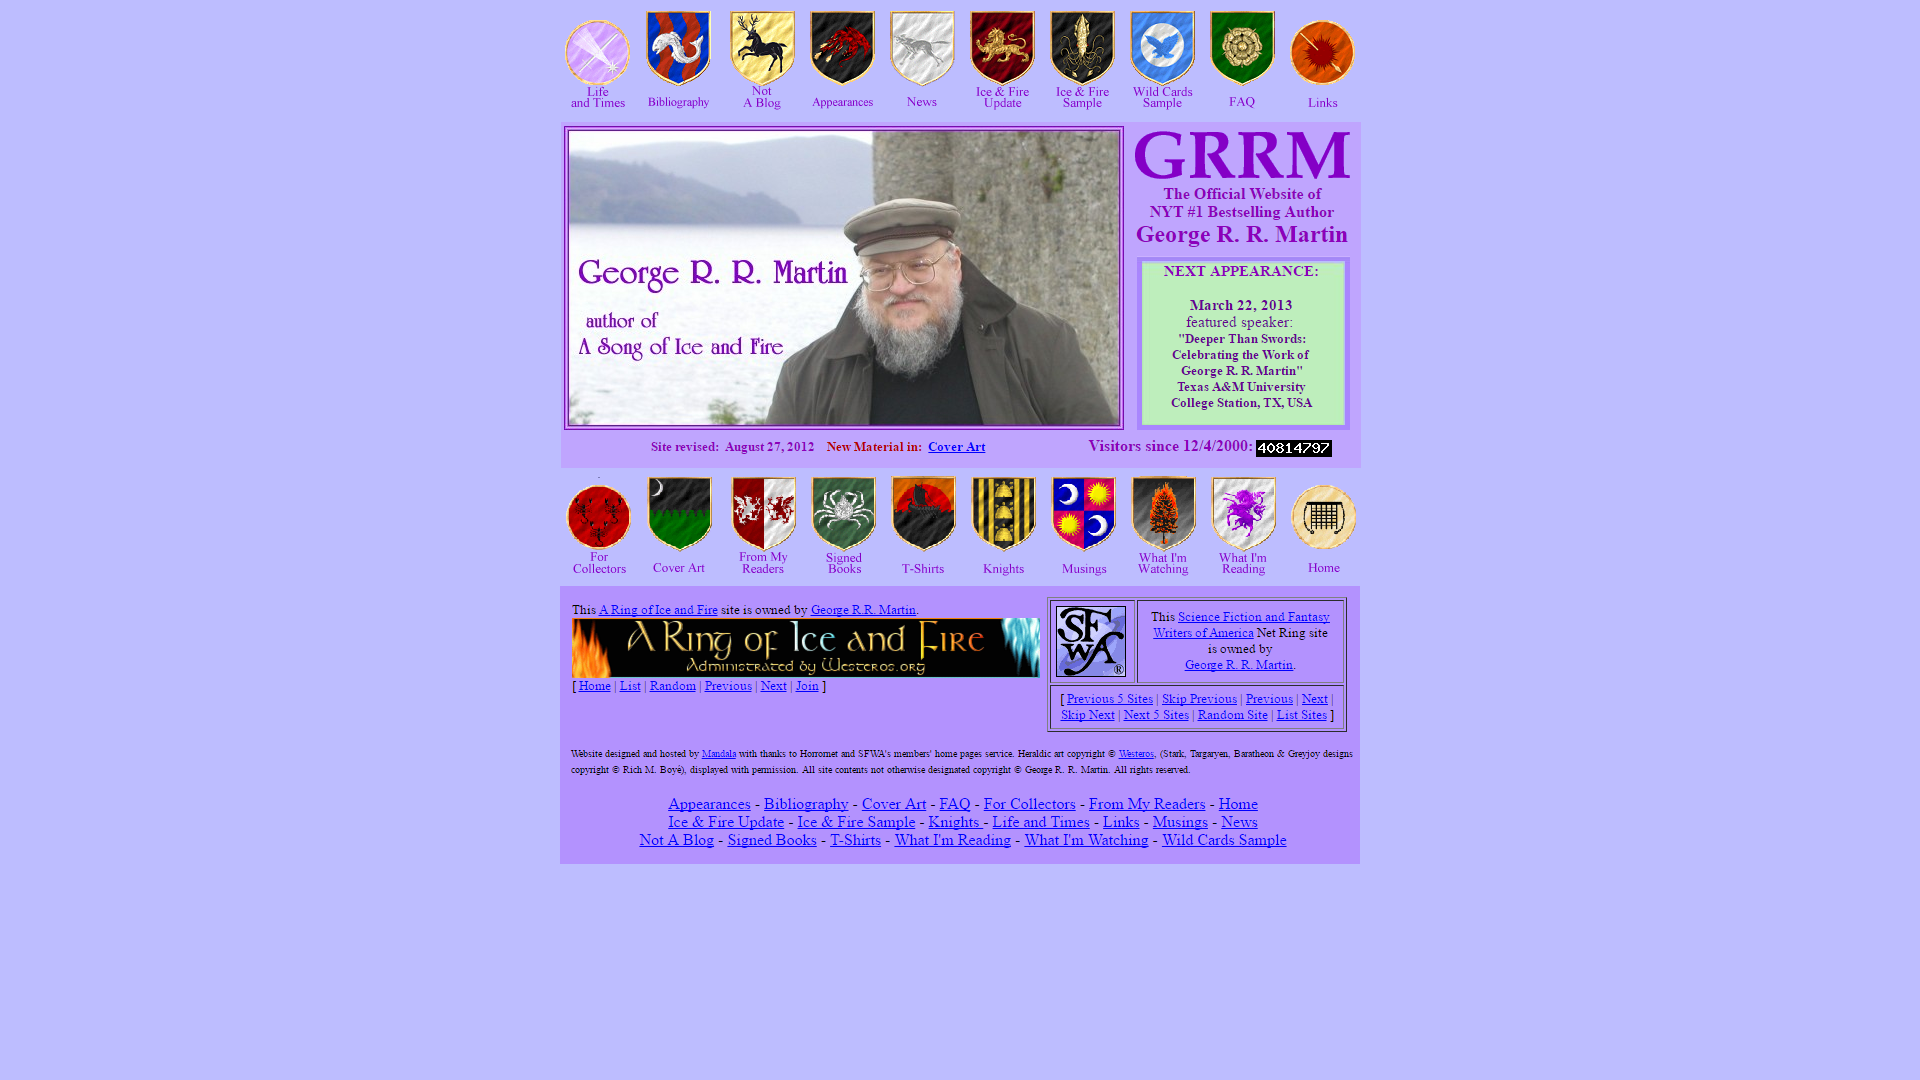 Life
and Times
Bibliography
Not
A Blog
Appearances
News
Ice & Fire
Update
Ice & Fire
Sample
Wild Cards
Sample
FAQ
Links
George R. R. Martin
author of
A Song of Ice and Fire
GRRM
The Official Website of
NYT #1 Bestselling Author
George R. R. Martin
NEXT APPEARANCE:
March 22, 2013
featured speaker:
"Deeper Than Swords:
Celebrating the Work of
George R. R. Martin"
Texas A&M University
College Station, TX, USA
Site revised: August 27, 2012 New Material in: Cover Art
Visitors since 12/4/2000: 40814797
For
Collectors
Cover Art
From My
Readers
Signed
Books
T-Shirts
Knights
Musings
What I'm
Watching
What I'm
Reading
Home
This A Ring of Ice and Fire site is owned by George R.R. Martin.
A Ring of Ice and Fire
Administrated by Westeros.org
[ Home | List | Random | Previous | Next | Join ]
SF
WA ®
This Science Fiction and Fantasy
Writers of America Net Ring site
is owned by
George R. R. Martin.
[ Previous 5 Sites | Skip Previous | Previous | Next |
Skip Next | Next 5 Sites | Random Site | List Sites ]
Website designed and hosted by Mandala with thanks to Horrornet and SFWA's members' home pages service. Heraldic art copyright © Westeros, (Stark, Targaryen, Baratheon & Greyjoy designs
copyright © Rich M. Boyè), displayed with permission. All site contents not otherwise designated copyright © George R. R. Martin. All rights reserved.
Appearances - Bibliography - Cover Art - FAQ - For Collectors - From My Readers - Home
Ice & Fire Update - Ice & Fire Sample - Knights - Life and Times - Links - Musings - News
Not A Blog - Signed Books - T-Shirts - What I'm Reading - What I'm Watching - Wild Cards Sample